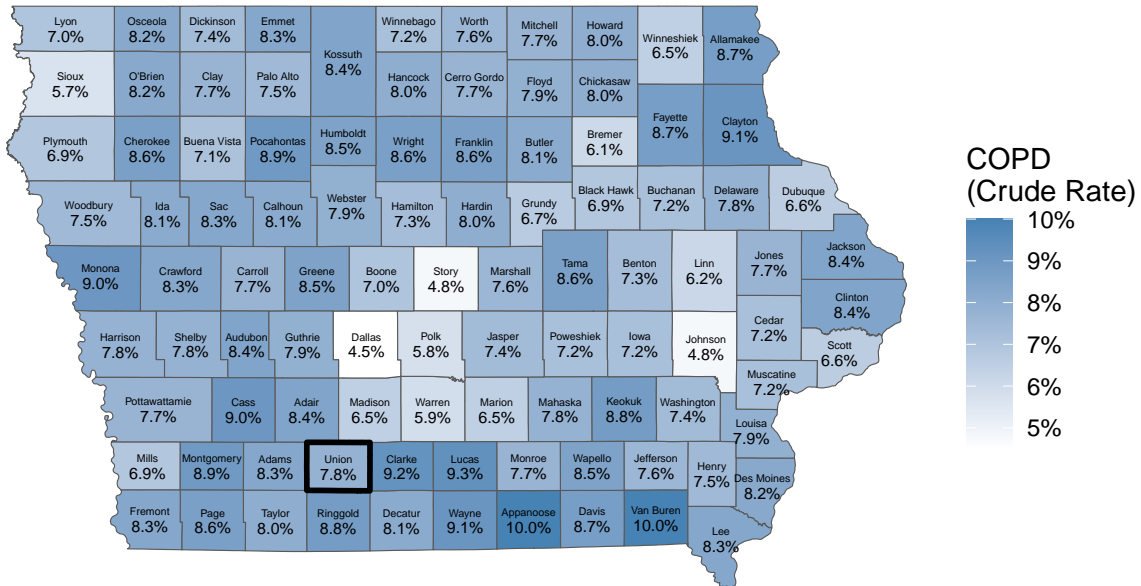 Lyon
7.0%
Osceola
8.2%
Dickinson
7.4%
Emmet
8.3%
Kossuth
8.4%
Winnebago
7.2%
Worth
7.6%
Mitchell
7.7%
Howard
8.0%
Winneshiek
6.5%
Allamakee
8.7%
Sioux
5.7%
O'Brien
8.2%
Clay
7.7%
Palo Alto
7.5%
Hancock
8.0%
Cerro Gordo
7.7%
Floyd
7.9%
Chickasaw
8.0%
Fayette
8.7%
Clayton
9.1%
Plymouth
6.9%
Cherokee
8.6%
Buena Vista
7.1%
Pocahontas
8.9%
Humboldt
8.5%
Wright
8.6%
Franklin
8.6%
Butler
8.1%
Bremer
6.1%
Woodbury
7.5%
Ida
8.1%
Sac
8.3%
Calhoun
8.1%
Webster
7.9%
Hamilton
7.3%
Hardin
8.0%
Grundy
6.7%
Black Hawk
6.9%
Buchanan
7.2%
Delaware
7.8%
Dubuque
6.6%
Monona
9.0%
Crawford
8.3%
Carroll
7.7%
Greene
8.5%
Boone
7.0%
Story
4.8%
Marshall
7.6%
Tama
8.6%
Benton
7.3%
Linn
6.2%
Jones
7.7%
Jackson
8.4%
Clinton
8.4%
Harrison
7.8%
Shelby
7.8%
Audubon
8.4%
Guthrie
7.9%
Dallas
4.5%
Polk
5.8%
Jasper
7.4%
Poweshiek
7.2%
Iowa
7.2%
Johnson
4.8%
Cedar
7.2%
Scott
6.6%
Muscatine
7.2%
Pottawattamie
7.7%
Cass
9.0%
Adair
8.4%
Madison
6.5%
Warren
5.9%
Marion
6.5%
Mahaska
7.8%
Keokuk
8.8%
Washington
7.4%
Louisa
7.9%
Mills
6.9%
Montgomery
8.9%
Adams
8.3%
Union
7.8%
Clarke
9.2%
Lucas
9.3%
Monroe
7.7%
Wapello
8.5%
Jefferson
7.6%
Henry
7.5%
Des Moines
8.2%
Fremont
8.3%
Page
8.6%
Taylor
8.0%
Ringgold
8.8%
Decatur
8.1%
Wayne
9.1%
Appanoose
10.0%
Davis
8.7%
Van Buren
10.0%
Lee
8.3%
COPD
(Crude Rate)
10%
9%
8%
7%
6%
5%